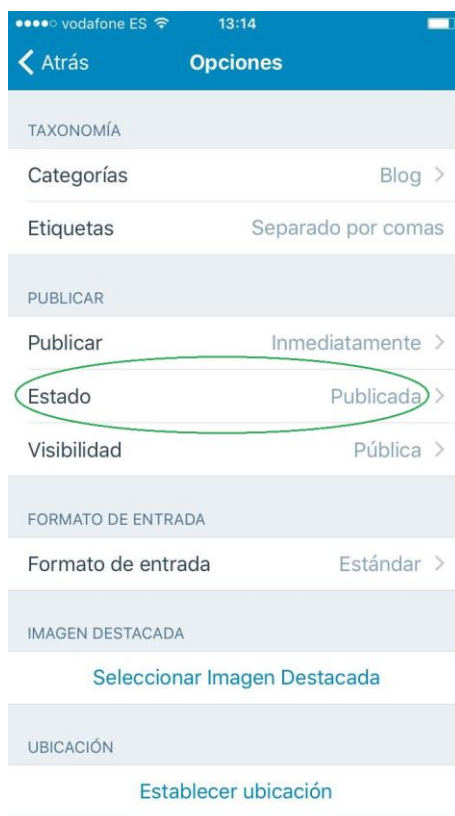 vodafone ES 13:14
Atrás Opciones
TAXONOMÍA
Categorías Blog
Etiquetas Separado por comas
PUBLICAR
Publicar Inmediatamente
Estado Publicada
Visibilidad Pública
FORMATO DE ENTRADA
Formato de entrada Estándar
IMAGEN DESTACADA
Seleccionar Imagen Destacada
UBICACIÓN
Establecer ubicación